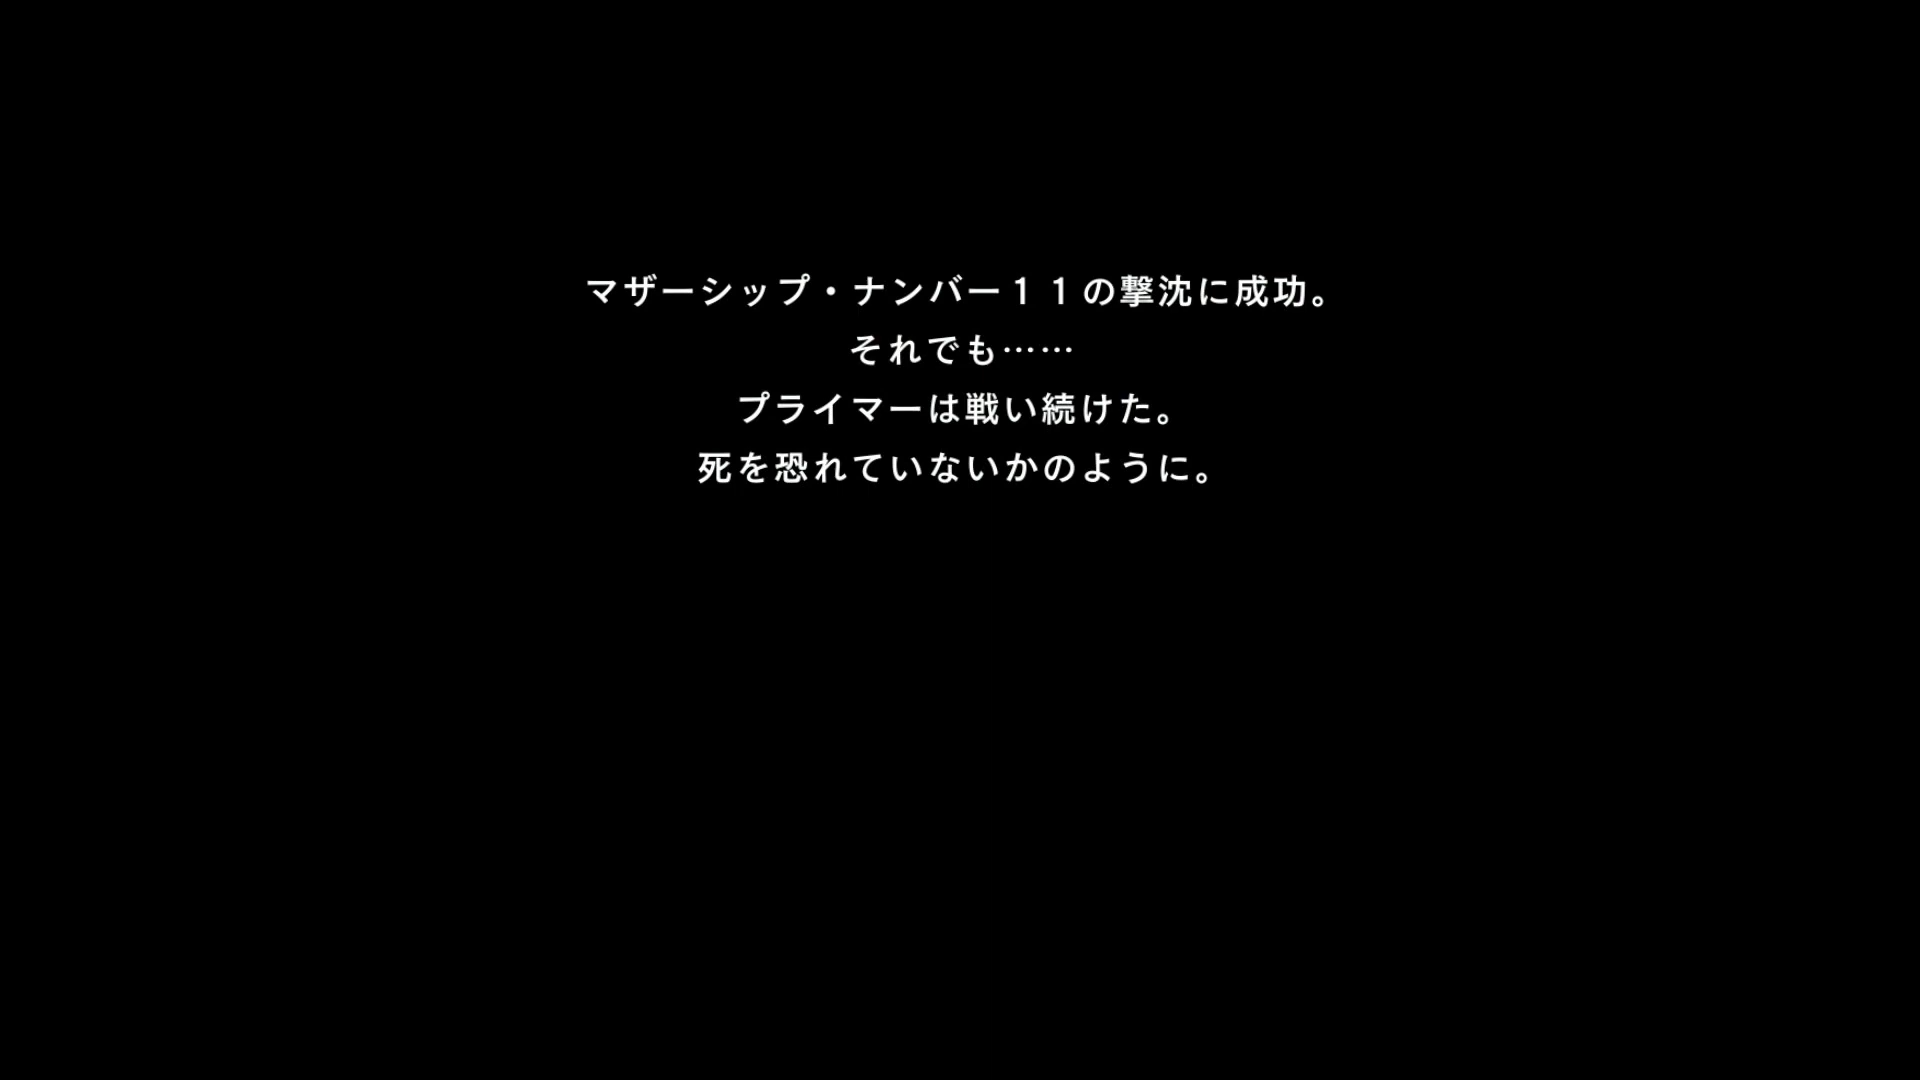 マザーシップ・ナンバー１１の撃沈に成功。
それでも……
プライマーは戦い続けた。
死を恐れていないかのように。